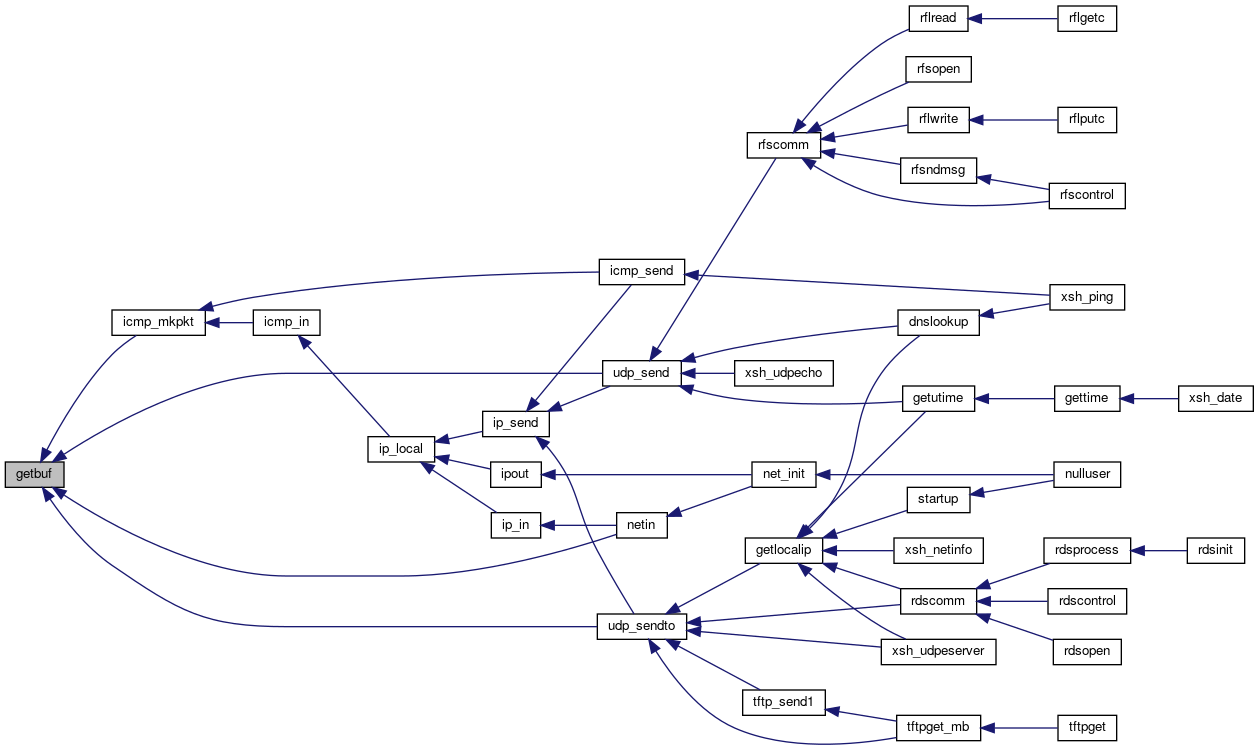 rflread
rflgetc
rfsopen
rflwrite
rflputc
rfscomm
rfsndmsg
rfscontrol
icmp_send
xsh_ping
icmp_mkpkt
icmp_in
dnslookup
udp_send
xsh_udpecho
getutime
gettime
xsh_date
ip_send
ip_local
getbuf
ipout
net_init
nulluser
startup
ip_in
netin
getlocalip
xsh_netinfo
rdsprocess
rdsinit
rdscomm
rdscontrol
udp_sendto
xsh_udpeserver
rdsopen
tftp_send1
tftpget_mb
tftpget